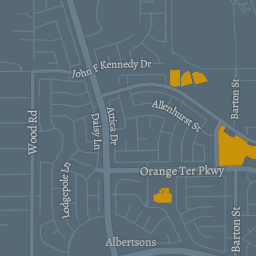 John F Kennedy Dr
Allenhurst St
Barton St
Wood Rd
Attica Dr
Daisy Ln
Lodgepole Ln
Orange Ter Pkwy
Barton St
Albertsons